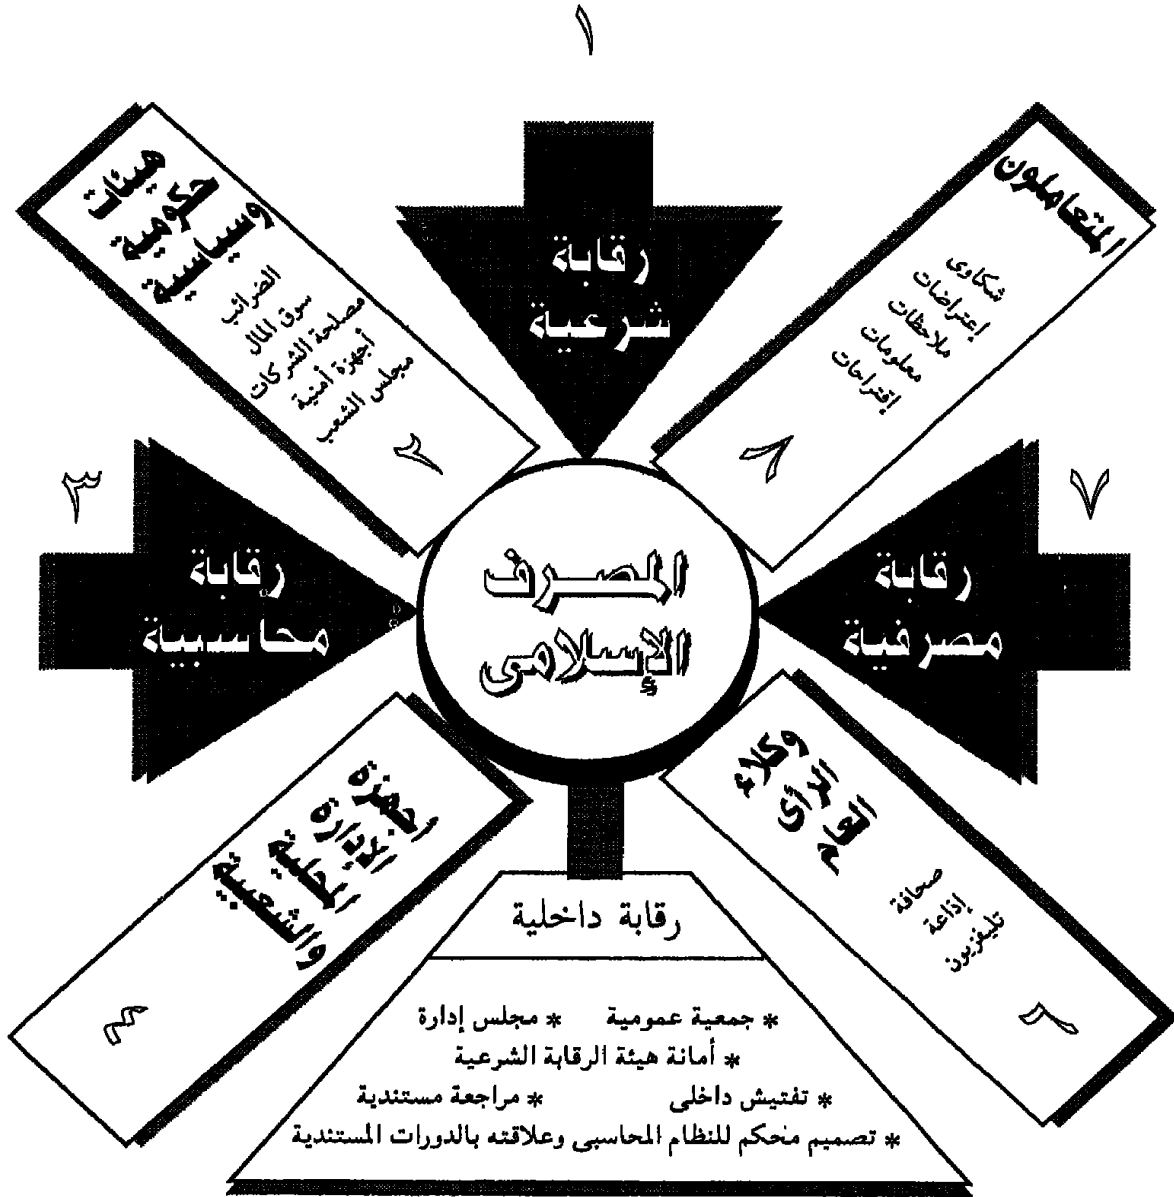 ١
رقابة
شرعية
هيئات
حكومية
وسياسية
الضرائب
سوق المال
مصلحة الشركات
أجهزة أمنية
مجلس الشعب
٢
٣
رقابة
محاسبية
أجهزة
الإدارة
المحلية
والشعبية
٤
رقابة داخلية
* جمعية عمومية * مجلس إدارة
* أمانة هيئة الرقابة الشرعية
* تفتيش داخلى * مراجعة مستندية
* تصميم محكم للنظام المحاسبى وعلاقته بالدورات المستندية
وكلاء
الرأى
صحافة
إذاعة
تليفزيون
٦
٧
رقابة
مصرفية
المتعاملون
شكاوى
إعتراضات
ملاحظات
معلومات
إقتراحات
٨
المصرف
الإسلامى